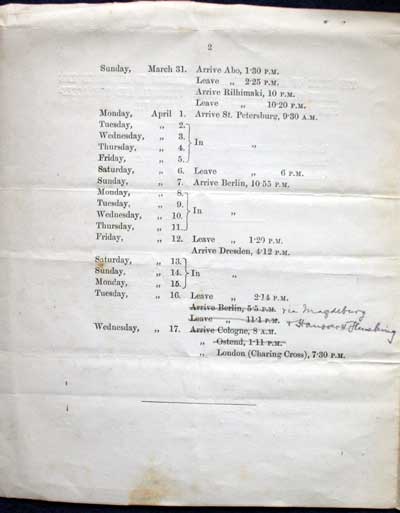 2
Sunday, March 31. Arrive Abo, 1·30 P.M.
Leave „ 2·25 P.M.
Arrive Rilhimaki, 10 P.M.
Leave „ 10·20 P.M.
Monday, April 1. Arrive St. Petersburg, 9·30 A.M.
Tuesday, „ 2.
Wednesday, „ 3.
In „
Thursday, „ 4.
Friday, „ 5.
Saturday, „ 6. Leave „ 6 P.M.
Sunday, „ 7. Arrive Berlin, 10 55 P.M.
Monday, „ 8.
Tuesday, „ 9.
In „
Wednesday, „ 10.
Thursday, „ 11.
Friday, „ 12. Leave „ 1·20 P.M.
Arrive Dresden, 4·12 P.M.
Saturday, „ 13.
Sunday, „ 14. In „
Monday, „ 15.
Tuesday, „ 16. Leave „ 2·14 P.M.
Arrive Berlin, 5·5 P.M. via Magdeburg
Leave „ 11·1 P.M. & Hanover & Flushing
Wednesday, „ 17. Arrive Cologne, 8 A.M.
„ Ostend, 1·11 P.M.
„ London (Charing Cross), 7·30 P.M.